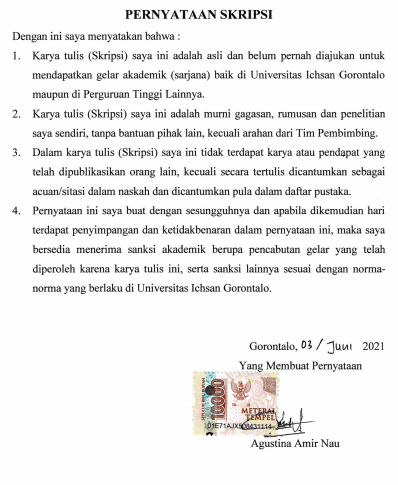 PERNYATAAN SKRIPSI
Dengan ini saya menyatakan bahwa :
1. Karya tulis (Skripsi) saya ini adalah asli dan belum pernah diajukan untuk
mendapatkan gelar akademik (sarjana) baik di Universitas Ichsan Gorontalo
maupun di Perguruan Tinggi Lainnya.
2. Karya tulis (Skripsi) saya ini adalah murni gagasan, rumusan dan penelitian
saya sendiri, tanpa bantuan pihak lain, kecuali arahan dari Tim Pembimbing.
3. Dalam karya tulis (Skripsi) saya ini tidak terdapat karya atau pendapat yang
telah dipublikasikan orang lain, kecuali secara tertulis dicantumkan sebagai
acuan/sitasi dalam naskah dan dicantumkan pula dalam daftar pustaka.
4. Pernyataan ini saya buat dengan sesungguhnya dan apabila dikemudian hari
terdapat penyimpangan dan ketidakbenaran dalam pernyataan ini, maka saya
bersedia menerima sanksi akademik berupa pencabutan gelar yang telah
diperoleh karena karya tulis ini, serta sanksi lainnya sesuai dengan norma-
norma yang berlaku di Universitas Ichsan Gorontalo.
Gorontalo, 03 / Juni 2021
Yang Membuat Pernyataan
10000
METERAI
TEMPEL
Agustina Amir Nau